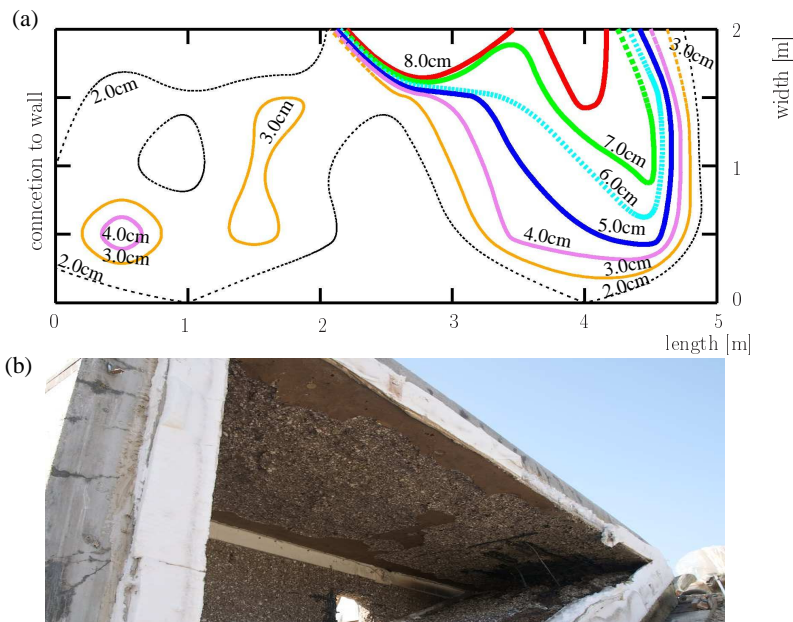 (a)
2
8.0cm
3.0cm
2.0cm
3.0cm
width [m]
conncetion to wall
7.0cm
1
6.0cm
4.0cm
5.0cm
4.0cm
3.0cm
3.0cm
2.0cm
2.0cm
0
0 1 2 3 4 5
length [m]
(b)